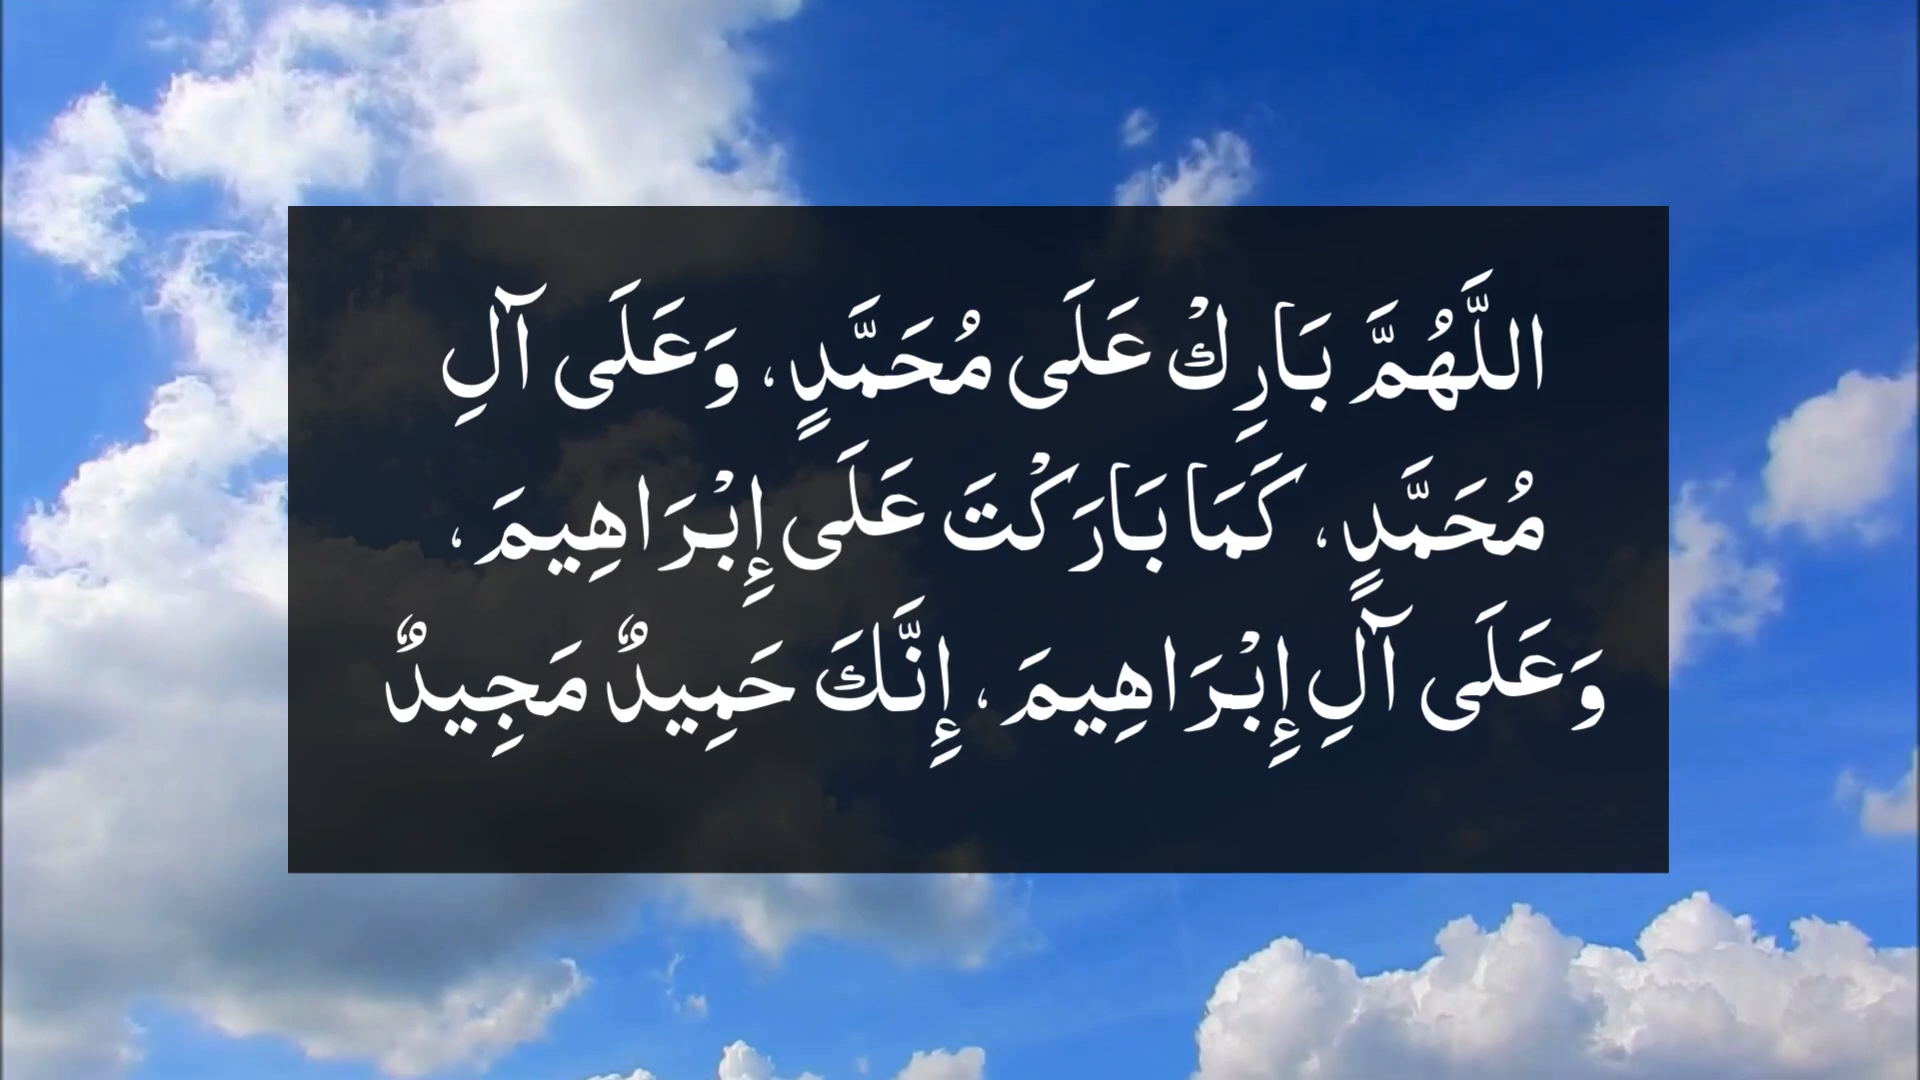 اللَّهُمَّ بَارِكْ عَلَى مُحَمَّدٍ، وَعَلَى آلِ
مُحَمَّدٍ، كَمَا بَارَكْتَ عَلَى إِبْرَاهِيمَ،
وَعَلَى آلِ إِبْرَاهِيمَ، إِنَّكَ حَمِيدٌ مَجِيدٌ